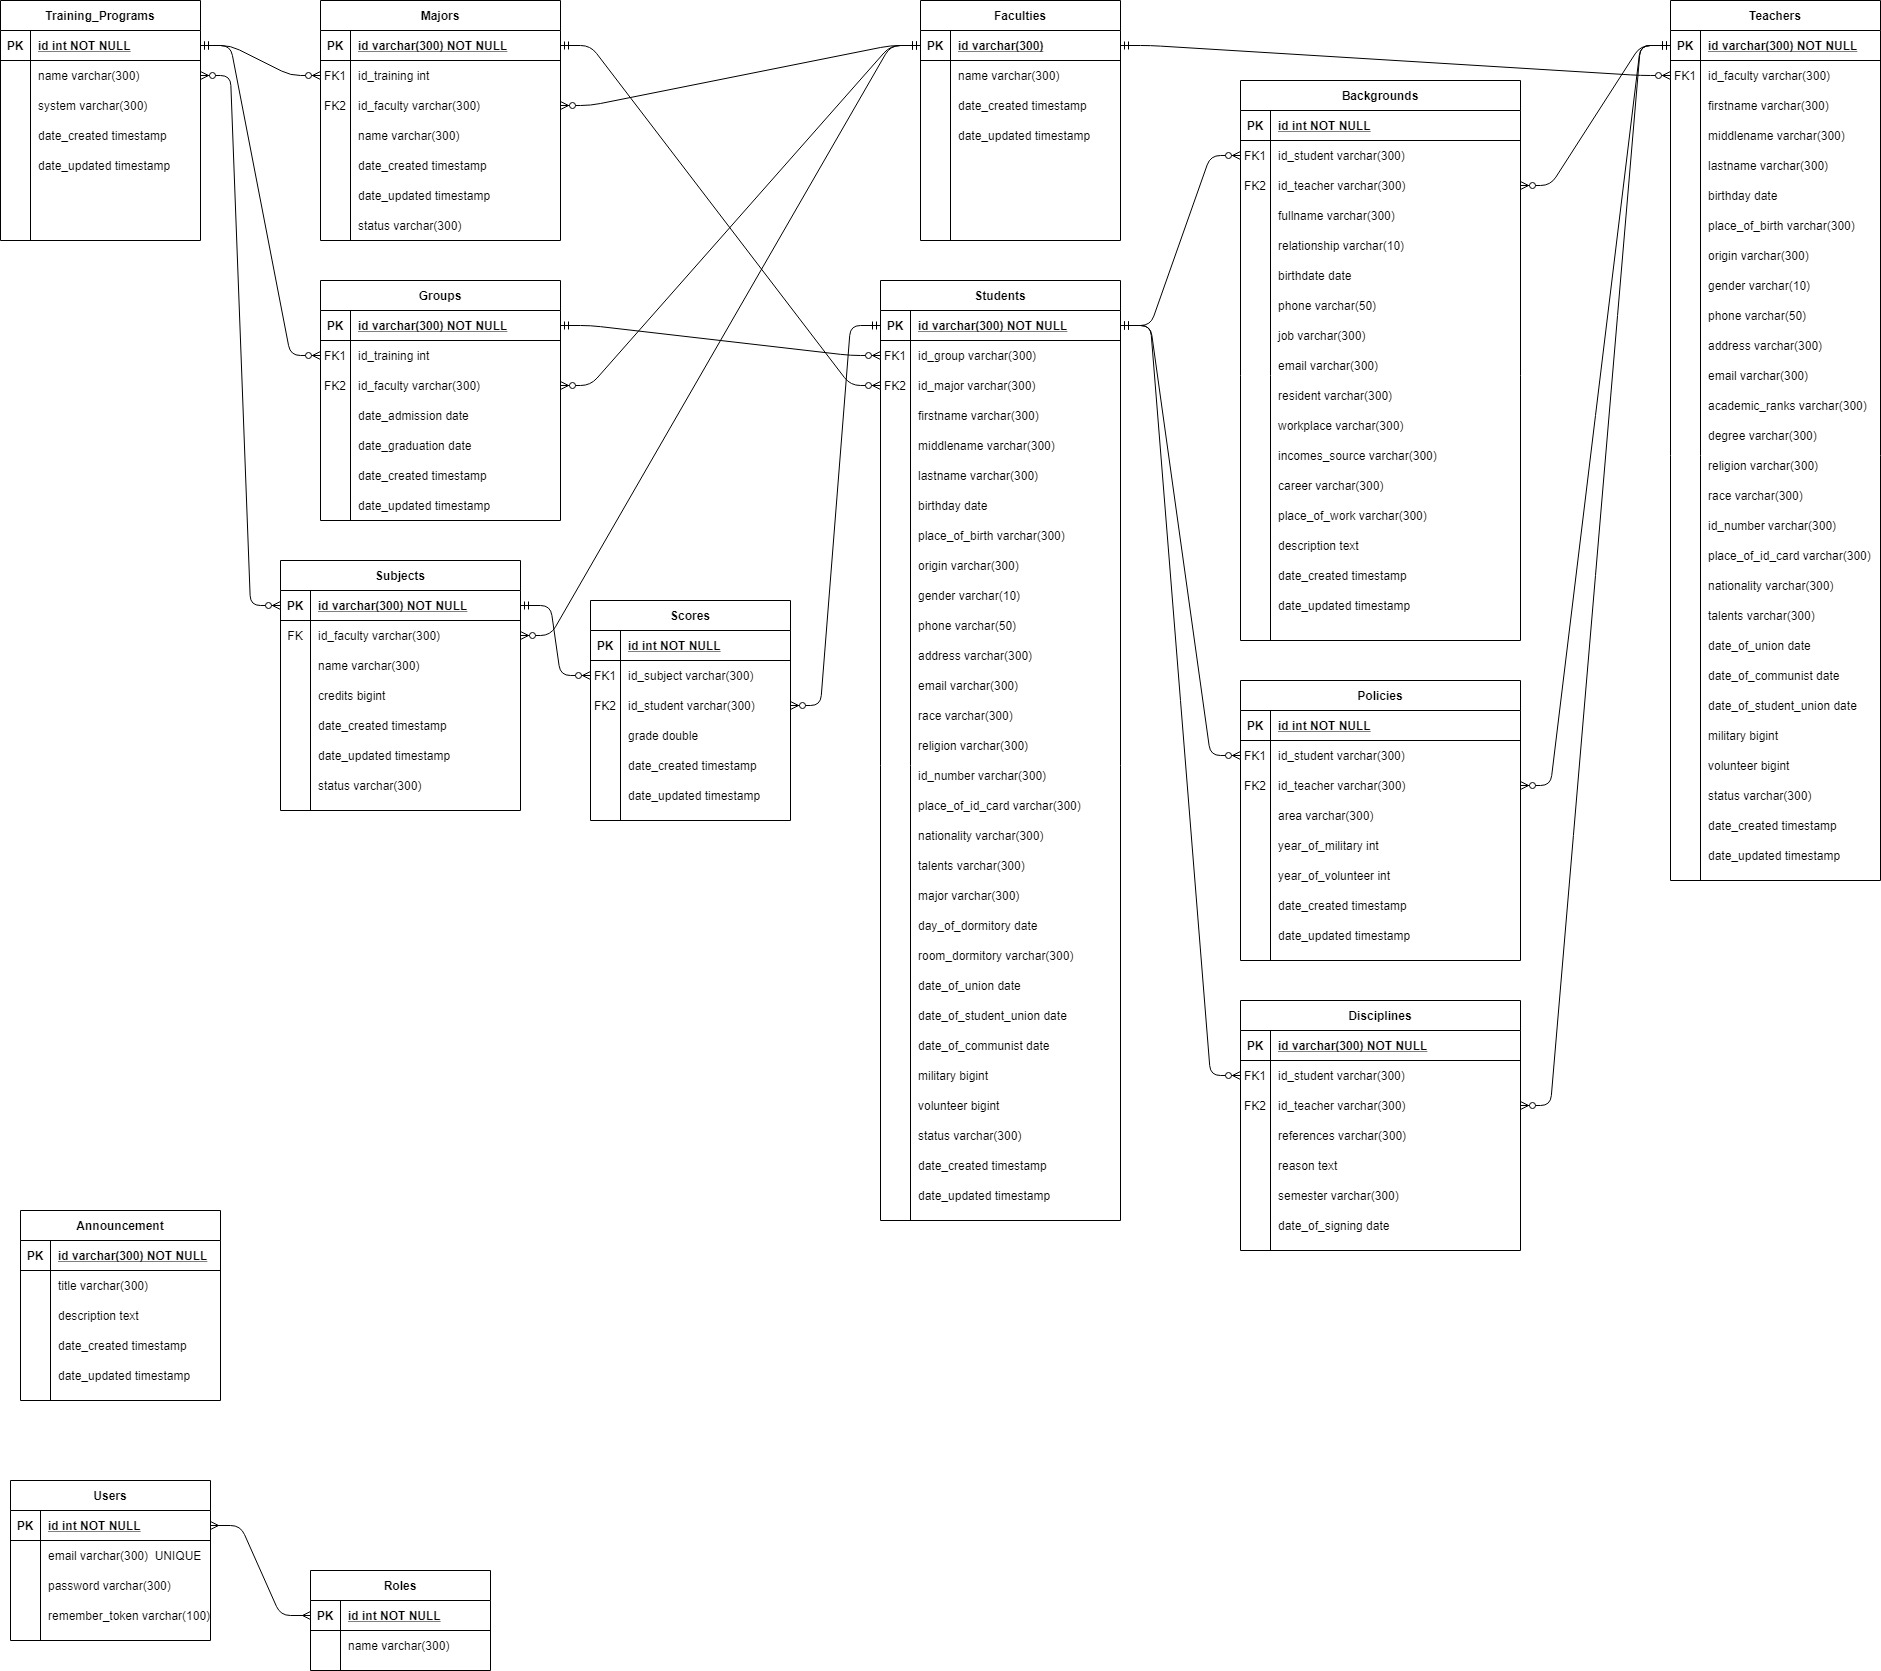 Training_Programs
PK id int NOT NULL
name varchar(300)
system varchar(300)
date_created timestamp
date_updated timestamp
Majors
PK id varchar(300) NOT NULL
FK1 id_training int
FK2 id_faculty varchar(300)
name varchar(300)
date_created timestamp
date_updated timestamp
status varchar(300)
Faculties
PK id varchar(300)
name varchar(300)
date_created timestamp
date_updated timestamp
Teachers
PK id varchar(300) NOT NULL
FK1 id_faculty varchar(300)
firstname varchar(300)
middlename varchar(300)
lastname varchar(300)
birthday date
place_of_birth varchar(300)
origin varchar(300)
gender varchar(10)
phone varchar(50)
address varchar(300)
email varchar(300)
academic_ranks varchar(300)
degree varchar(300)
religion varchar(300)
race varchar(300)
id_number varchar(300)
place_of_id_card varchar(300)
nationality varchar(300)
talents varchar(300)
date_of_union date
date_of_communist date
date_of_student_union date
military bigint
volunteer bigint
status varchar(300)
date_created timestamp
date_updated timestamp
Backgrounds
PK id int NOT NULL
FK1 id_student varchar(300)
FK2 id_teacher varchar(300)
fullname varchar(300)
relationship varchar(10)
birthdate date
phone varchar(50)
job varchar(300)
email varchar(300)
resident varchar(300)
workplace varchar(300)
incomes_source varchar(300)
career varchar(300)
place_of_work varchar(300)
description text
date_created timestamp
date_updated timestamp
Groups
PK id varchar(300) NOT NULL
FK1 id_training int
FK2 id_faculty varchar(300)
date_admission date
date_graduation date
date_created timestamp
date_updated timestamp
Students
PK id varchar(300) NOT NULL
FK1 id_group varchar(300)
FK2 id_major varchar(300)
firstname varchar(300)
middlename varchar(300)
lastname varchar(300)
birthday date
place_of_birth varchar(300)
origin varchar(300)
gender varchar(10)
phone varchar(50)
address varchar(300)
email varchar(300)
race varchar(300)
religion varchar(300)
id_number varchar(300)
place_of_id_card varchar(300)
nationality varchar(300)
talents varchar(300)
major varchar(300)
day_of_dormitory date
room_dormitory varchar(300)
date_of_union date
date_of_student_union date
date_of_communist date
military bigint
volunteer bigint
status varchar(300)
date_created timestamp
date_updated timestamp
Subjects
PK id varchar(300) NOT NULL
FK id_faculty varchar(300)
name varchar(300)
credits bigint
date_created timestamp
date_updated timestamp
status varchar(300)
Scores
PK id int NOT NULL
FK1 id_subject varchar(300)
FK2 id_student varchar(300)
grade double
date_created timestamp
date_updated timestamp
Policies
PK id int NOT NULL
FK1 id_student varchar(300)
FK2 id_teacher varchar(300)
area varchar(300)
year_of_military int
year_of_volunteer int
date_created timestamp
date_updated timestamp
Disciplines
PK id varchar(300) NOT NULL
FK1 id_student varchar(300)
FK2 id_teacher varchar(300)
references varchar(300)
reason text
semester varchar(300)
date_of_signing date
Announcement
PK id varchar(300) NOT NULL
title varchar(300)
description text
date_created timestamp
date_updated timestamp
Users
PK id int NOT NULL
email varchar(300) UNIQUE
password varchar(300)
remember_token varchar(100)
Roles
PK id int NOT NULL
name varchar(300)